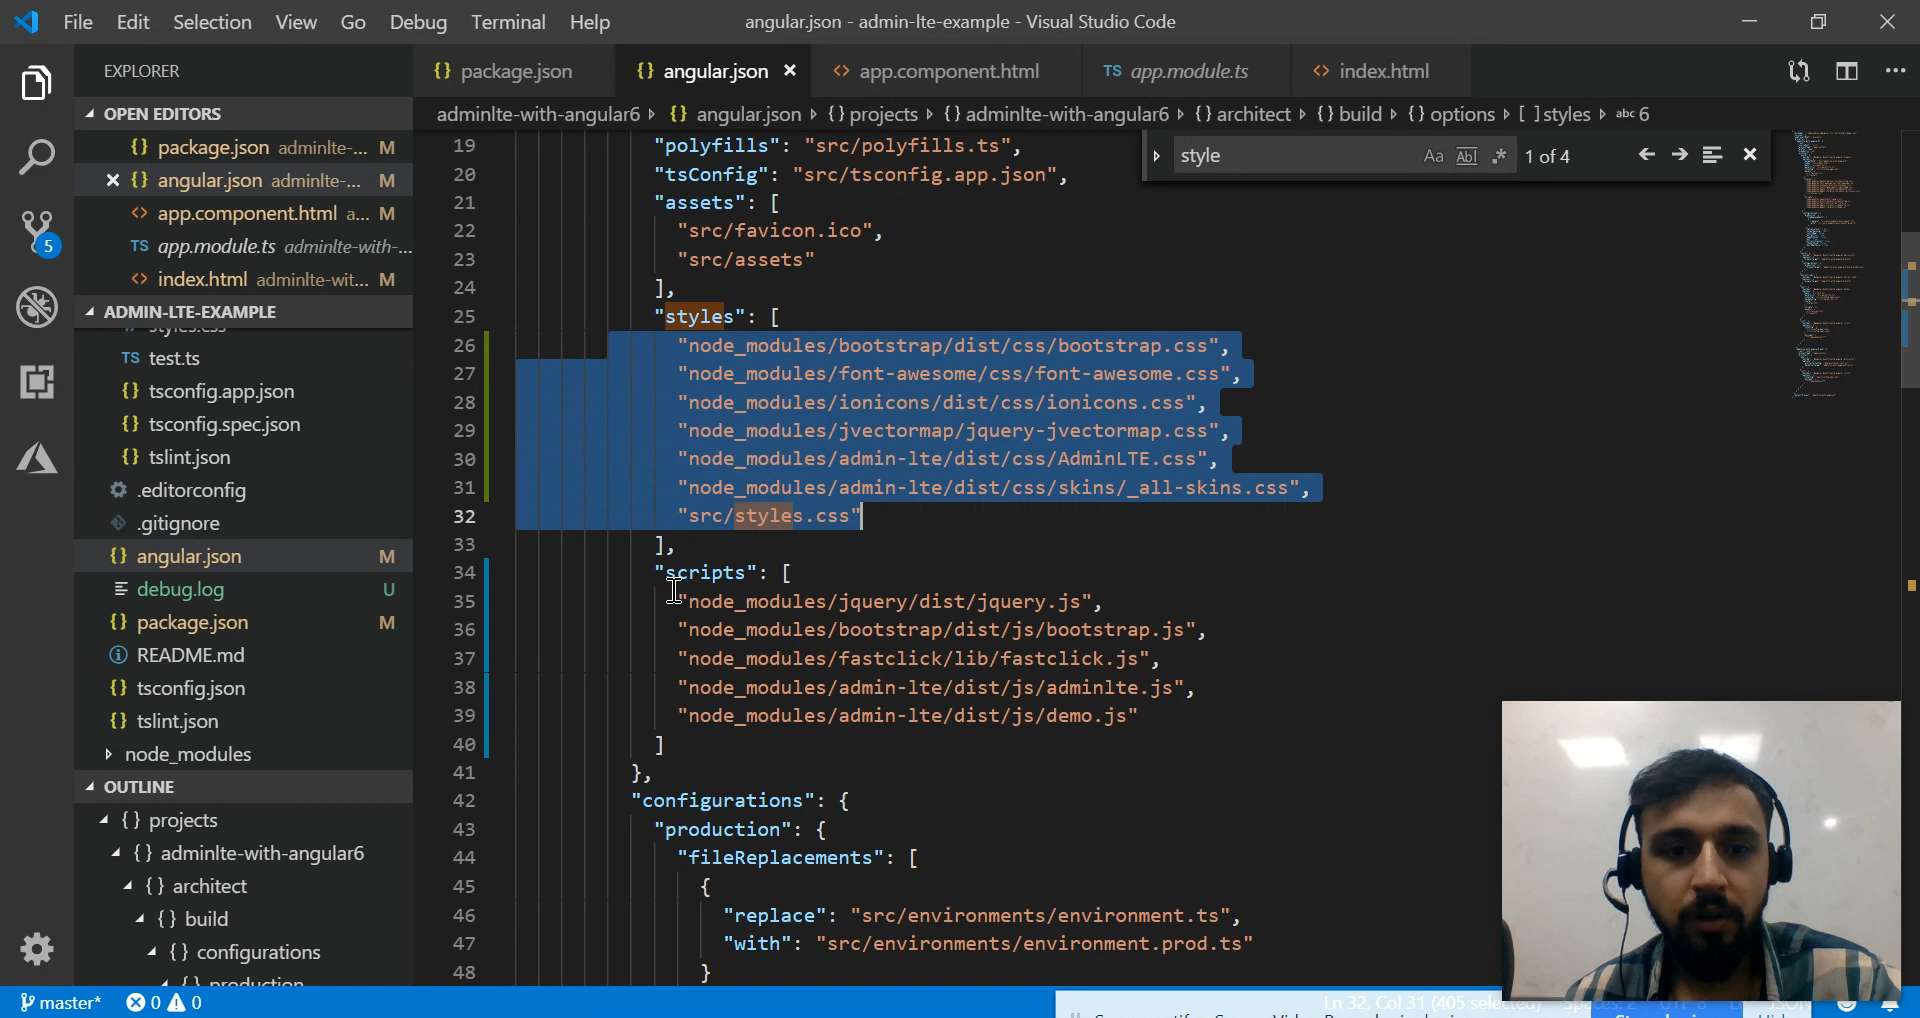 File Edit Selection View Go Debug Terminal Help
angular.json - admin-lte-example - Visual Studio Code
EXPLORER
OPEN EDITORS
{} package.json adminlte-... M
× {} angular.json adminlte-... M
<> app.component.html a... M
TS app.module.ts adminlte-with-...
<> index.html adminlte-wit... M
ADMIN-LTE-EXAMPLE
styles.css
TS test.ts
{} tsconfig.app.json
{} tsconfig.spec.json
{} tslint.json
.editorconfig
.gitignore
{} angular.json M
debug.log U
{} package.json M
README.md
{} tsconfig.json
{} tslint.json
node_modules
OUTLINE
{} projects
{} adminlte-with-angular6
{} architect
{} build
{} configurations
{} production
5
{} package.json {} angular.json × <> app.component.html TS app.module.ts <> index.html
adminlte-with-angular6 › {} angular.json › {} projects › {} adminlte-with-angular6 › {} architect › {} build › {} options › [ ] styles › abc 6
style Aa Abl .* 1 of 4
19 "polyfills": "src/polyfills.ts",
20 "tsConfig": "src/tsconfig.app.json",
21 "assets": [
22 "src/favicon.ico",
23 "src/assets"
24 ],
25 "styles": [
26 "node_modules/bootstrap/dist/css/bootstrap.css",
27 "node_modules/font-awesome/css/font-awesome.css",
28 "node_modules/ionicons/dist/css/ionicons.css",
29 "node_modules/jvectormap/jquery-jvectormap.css",
30 "node_modules/admin-lte/dist/css/AdminLTE.css",
31 "node_modules/admin-lte/dist/css/skins/_all-skins.css",
32 "src/styles.css"
33 ],
34 "scripts": [
35 "node_modules/jquery/dist/jquery.js",
36 "node_modules/bootstrap/dist/js/bootstrap.js",
37 "node_modules/fastclick/lib/fastclick.js",
38 "node_modules/admin-lte/dist/js/adminlte.js",
39 "node_modules/admin-lte/dist/js/demo.js"
40 ]
41 },
42 "configurations": {
43 "production": {
44 "fileReplacements": [
45 {
46 "replace": "src/environments/environment.ts",
47 "with": "src/environments/environment.prod.ts"
48 }
master* 0 0
Ln 32, Col 31 (405 selected) Spaces: 2 UTF-8